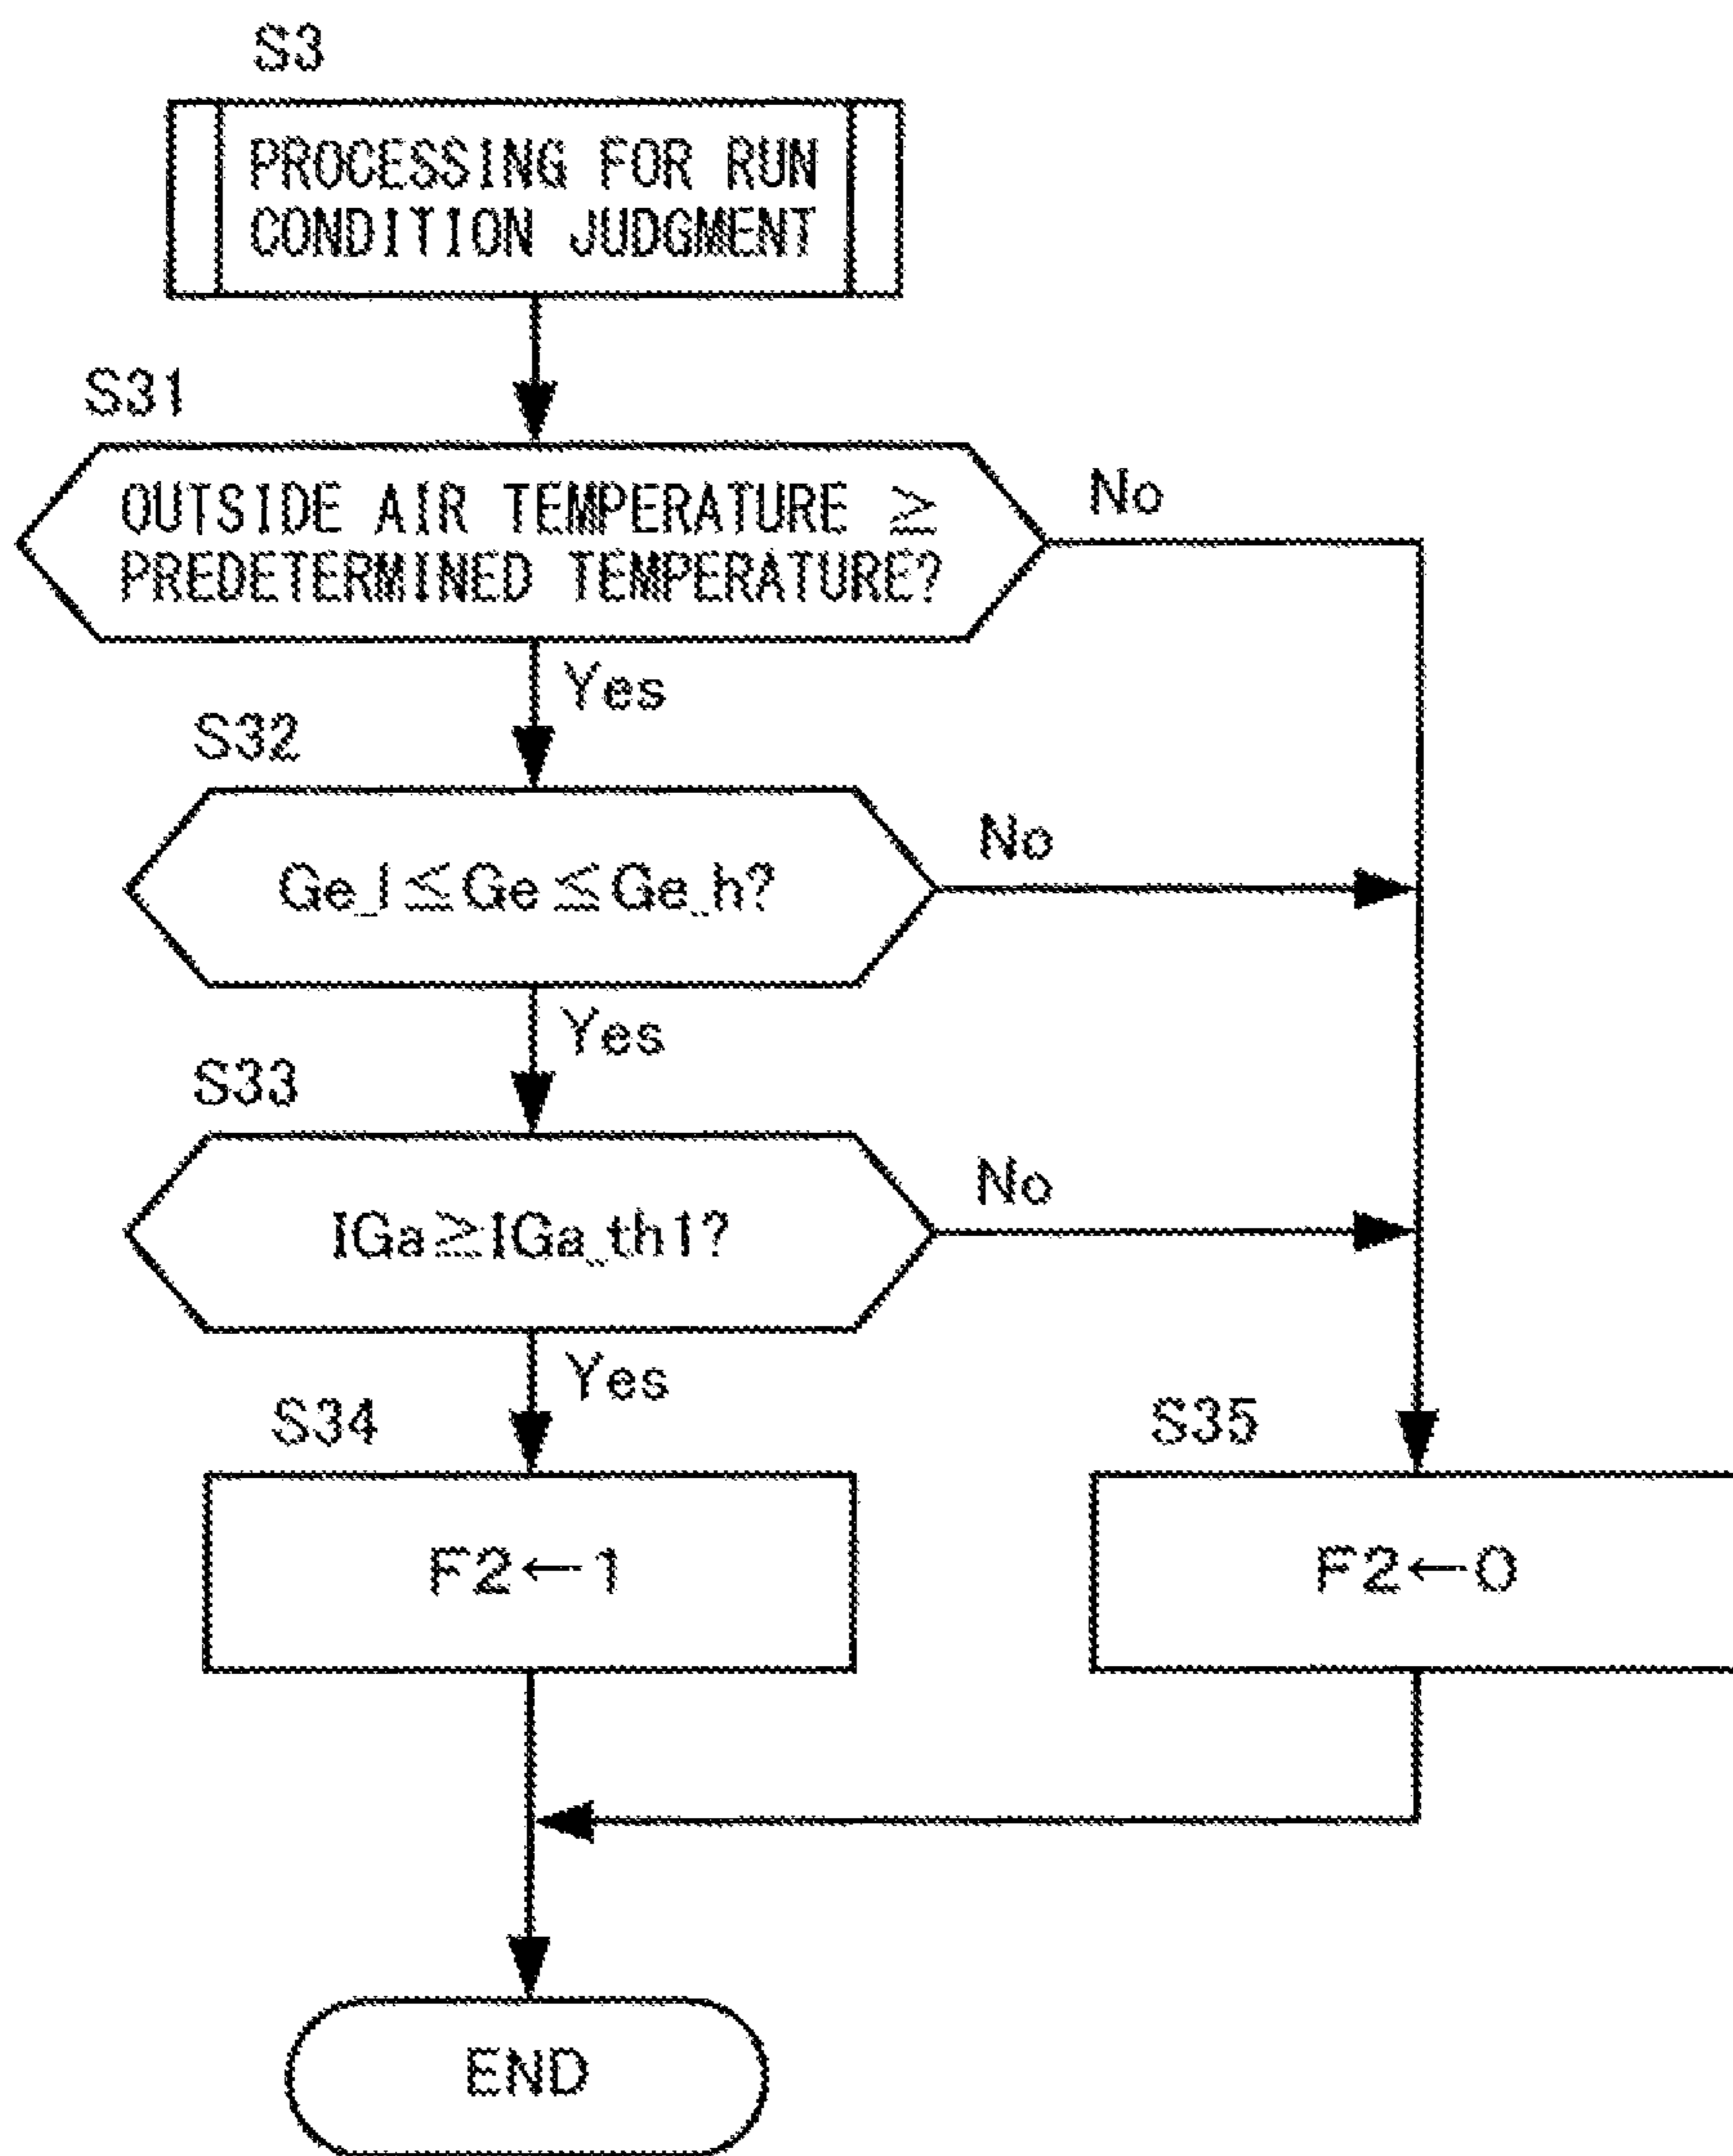 S3
PROCESSING FOR RUN
CONDITION JUDGMENT
S31
OUTSIDE AIR TEMPERATURE ≧
PREDETERMINED TEMPERATURE?
No
Yes
S32
Ge_l≦Ge≦Ge_h?
No
Yes
S33
IGa≧IGa_th1?
No
Yes
S34
F2←1
S35
F2←0
END